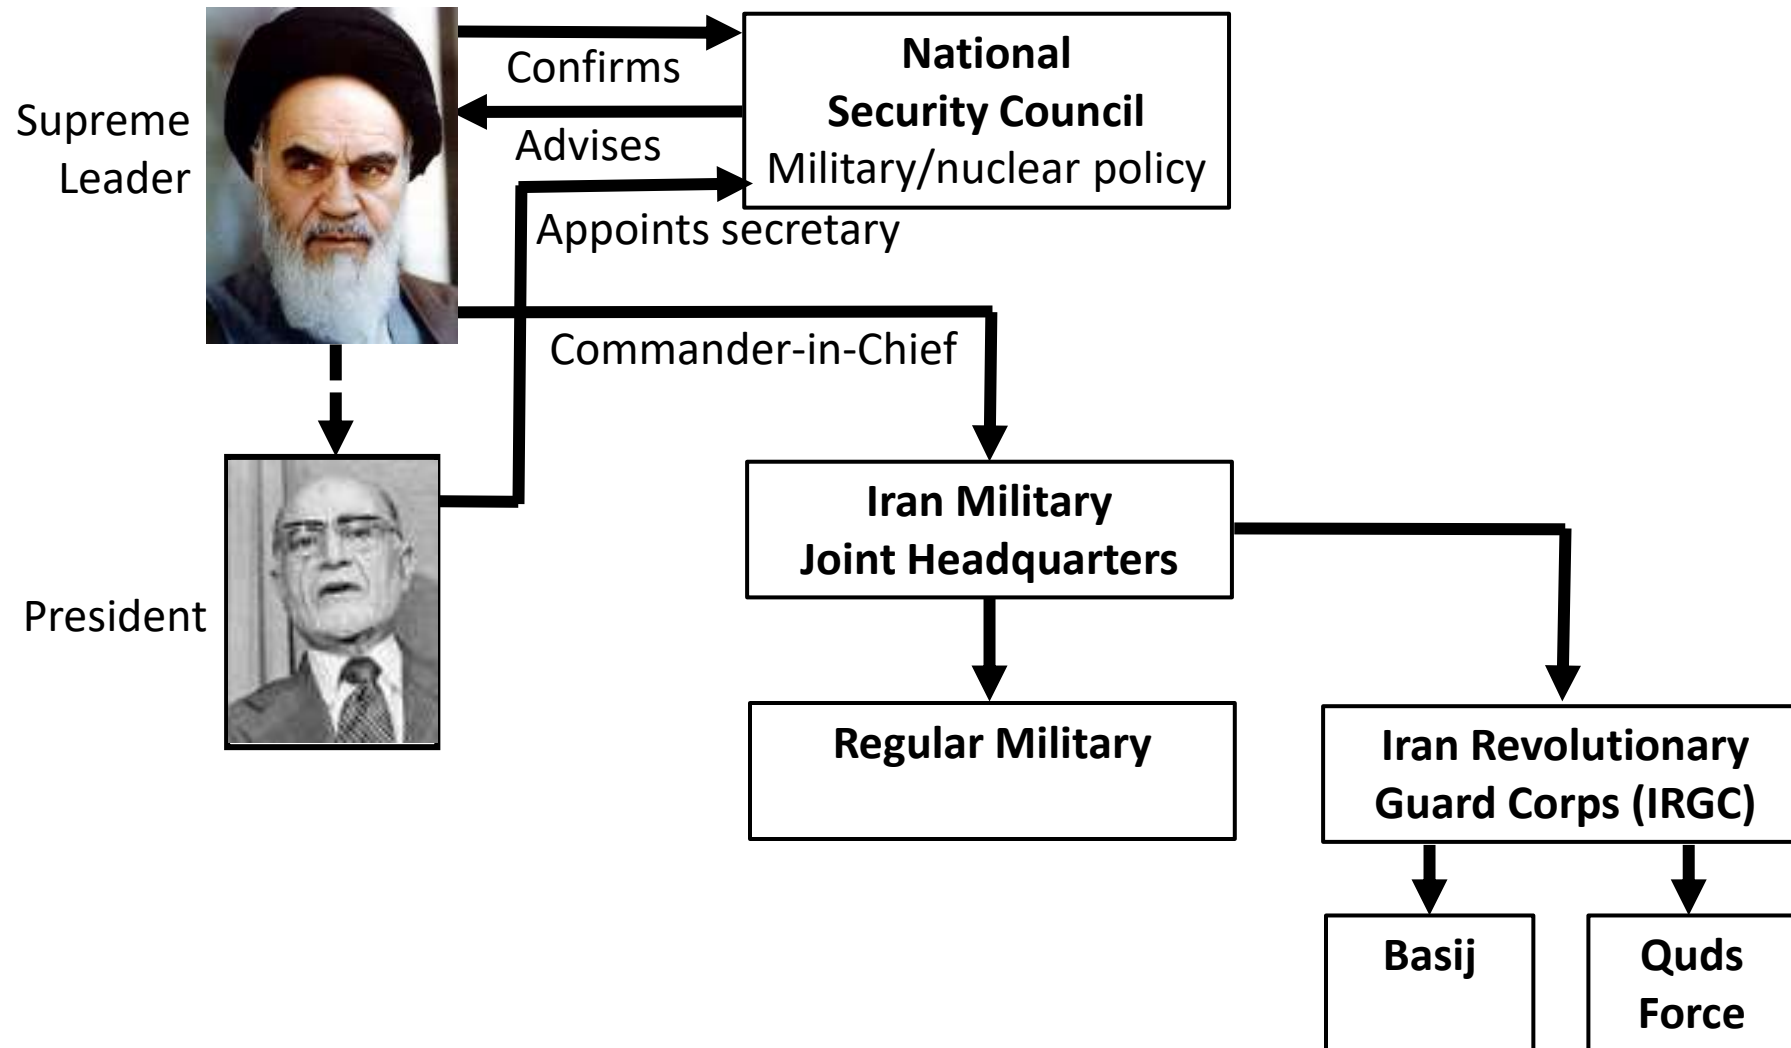 Supreme
Leader
Confirms
Advises
Appoints secretary
National
Security Council
Military/nuclear policy
Commander-in-Chief
President
Iran Military
Joint Headquarters
Regular Military
Iran Revolutionary
Guard Corps (IRGC)
Basij
Quds
Force